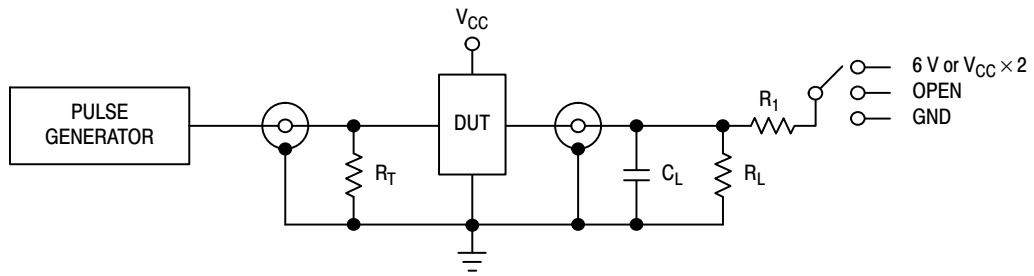 V_CC
PULSE
GENERATOR
R_T
DUT
C_L
R_L
R_1
6 V or V_CC × 2
OPEN
GND